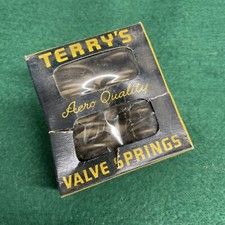 TERRY'S
Aero Quality
VALVE SPRINGS